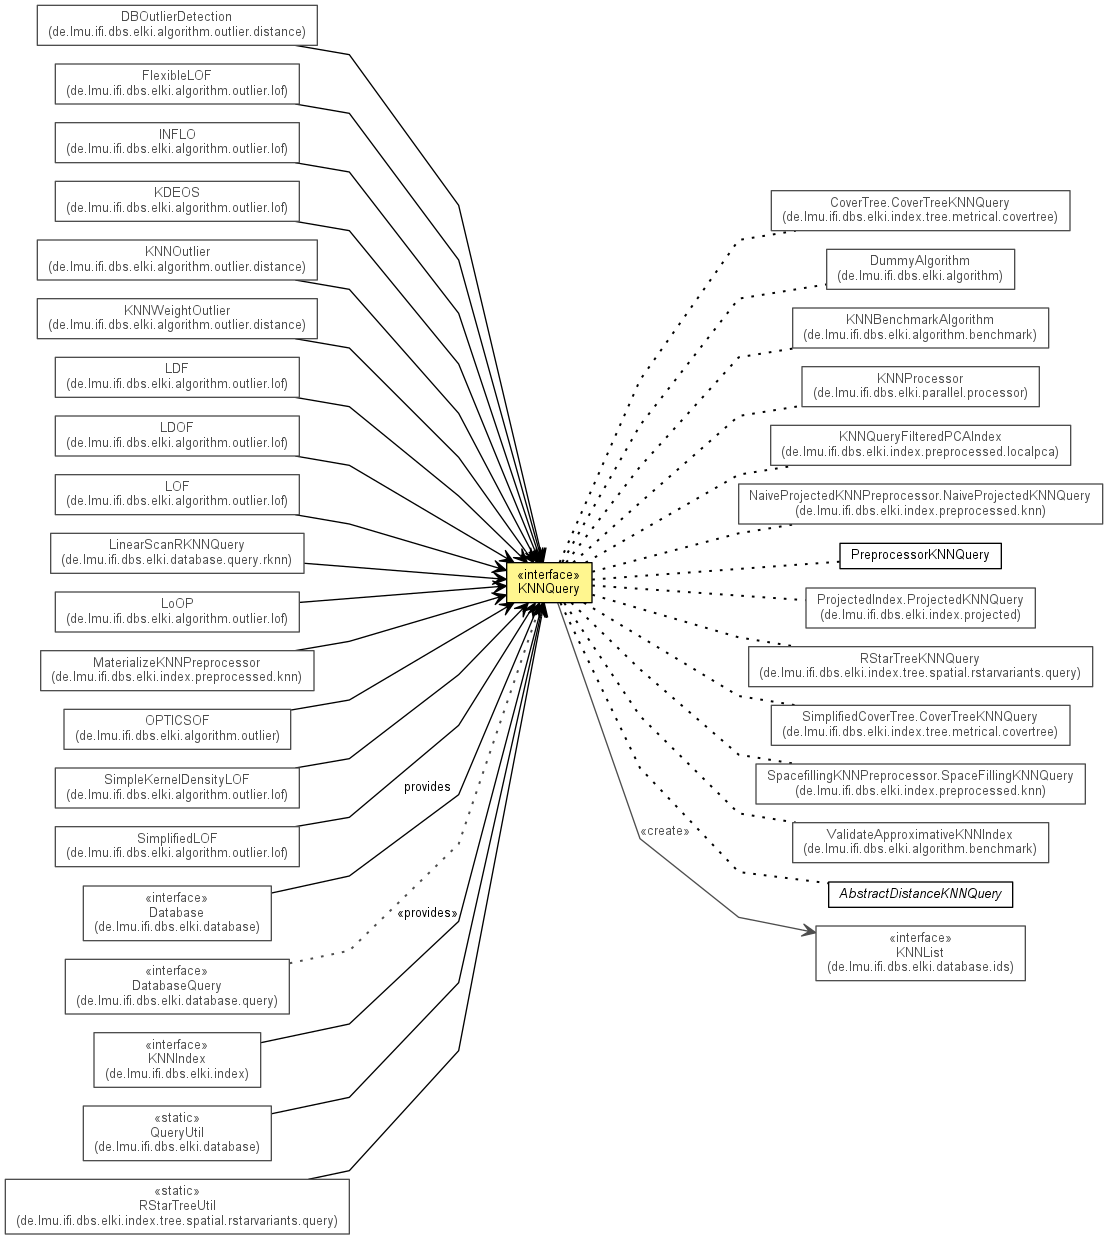 DBOutlierDetection
(de.lmu.ifi.dbs.elki.algorithm.outlier.distance)
FlexibleLOF
(de.lmu.ifi.dbs.elki.algorithm.outlier.lof)
INFLO
(de.lmu.ifi.dbs.elki.algorithm.outlier.lof)
KDEOS
(de.lmu.ifi.dbs.elki.algorithm.outlier.lof)
KNNOutlier
(de.lmu.ifi.dbs.elki.algorithm.outlier.distance)
KNNWeightOutlier
(de.lmu.ifi.dbs.elki.algorithm.outlier.distance)
LDF
(de.lmu.ifi.dbs.elki.algorithm.outlier.lof)
LDOF
(de.lmu.ifi.dbs.elki.algorithm.outlier.lof)
LOF
(de.lmu.ifi.dbs.elki.algorithm.outlier.lof)
LinearScanRKNNQuery
(de.lmu.ifi.dbs.elki.database.query.rknn)
LoOP
(de.lmu.ifi.dbs.elki.algorithm.outlier.lof)
MaterializeKNNPreprocessor
(de.lmu.ifi.dbs.elki.index.preprocessed.knn)
OPTICSOF
(de.lmu.ifi.dbs.elki.algorithm.outlier)
SimpleKernelDensityLOF
(de.lmu.ifi.dbs.elki.algorithm.outlier.lof)
SimplifiedLOF
(de.lmu.ifi.dbs.elki.algorithm.outlier.lof)
«interface»
Database
(de.lmu.ifi.dbs.elki.database)
«interface»
DatabaseQuery
(de.lmu.ifi.dbs.elki.database.query)
«interface»
KNNIndex
(de.lmu.ifi.dbs.elki.index)
«static»
QueryUtil
(de.lmu.ifi.dbs.elki.database)
«static»
RStarTreeUtil
(de.lmu.ifi.dbs.elki.index.tree.spatial.rstarvariants.query)
provides
«provides»
«interface»
KNNQuery
«create»
CoverTree.CoverTreeKNNQuery
(de.lmu.ifi.dbs.elki.index.tree.metrical.covertree)
DummyAlgorithm
(de.lmu.ifi.dbs.elki.algorithm)
KNNBenchmarkAlgorithm
(de.lmu.ifi.dbs.elki.algorithm.benchmark)
KNNProcessor
(de.lmu.ifi.dbs.elki.parallel.processor)
KNNQueryFilteredPCAIndex
(de.lmu.ifi.dbs.elki.index.preprocessed.localpca)
NaiveProjectedKNNPreprocessor.NaiveProjectedKNNQuery
(de.lmu.ifi.dbs.elki.index.preprocessed.knn)
PreprocessorKNNQuery
ProjectedIndex.ProjectedKNNQuery
(de.lmu.ifi.dbs.elki.index.projected)
RStarTreeKNNQuery
(de.lmu.ifi.dbs.elki.index.tree.spatial.rstarvariants.query)
SimplifiedCoverTree.CoverTreeKNNQuery
(de.lmu.ifi.dbs.elki.index.tree.metrical.covertree)
SpacefillingKNNPreprocessor.SpaceFillingKNNQuery
(de.lmu.ifi.dbs.elki.index.preprocessed.knn)
ValidateApproximativeKNNIndex
(de.lmu.ifi.dbs.elki.algorithm.benchmark)
AbstractDistanceKNNQuery
«interface»
KNNList
(de.lmu.ifi.dbs.elki.database.ids)